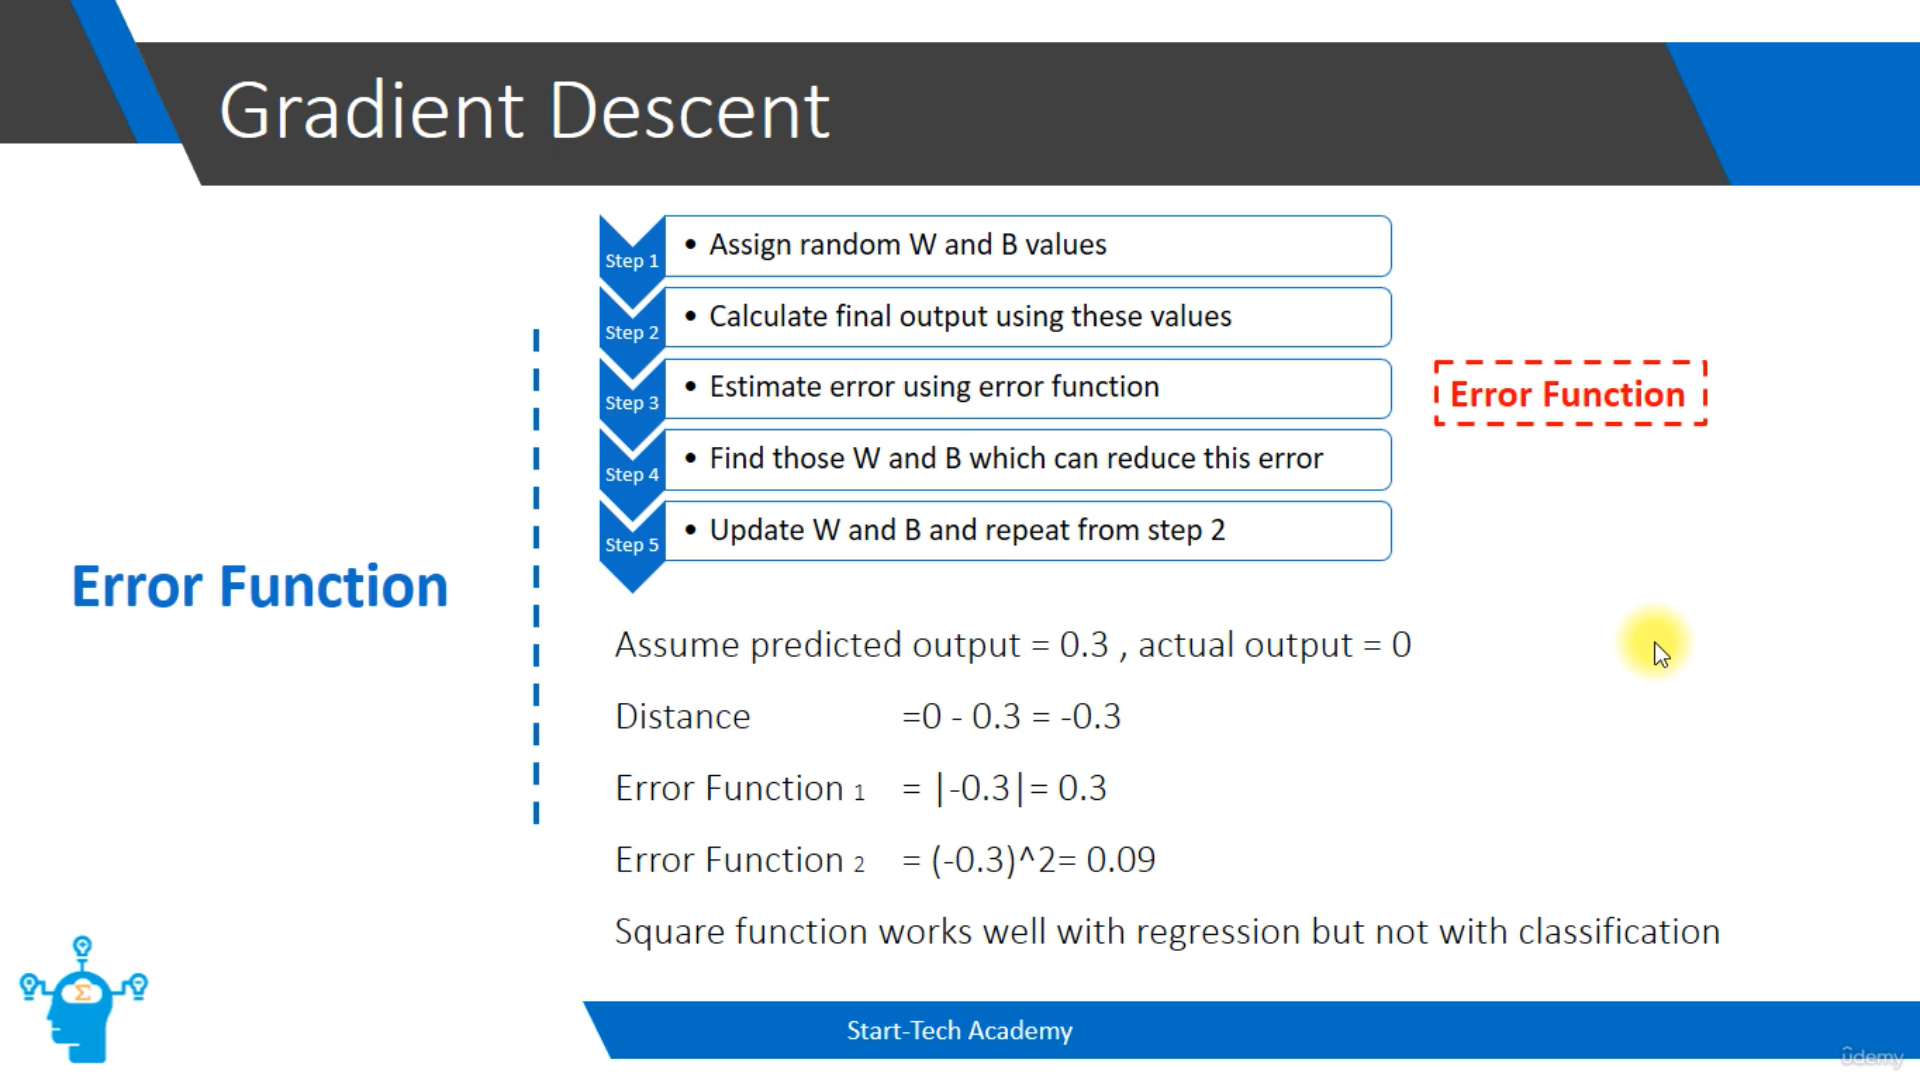 Gradient Descent
Step 1
• Assign random W and B values
Step 2
• Calculate final output using these values
Step 3
• Estimate error using error function
Error Function
Step 4
• Find those W and B which can reduce this error
Step 5
• Update W and B and repeat from step 2
Error Function
Assume predicted output = 0.3 , actual output = 0
Distance =0 - 0.3 = -0.3
Error Function 1 = |-0.3|= 0.3
Error Function 2 = (-0.3)^2= 0.09
Square function works well with regression but not with classification
Σ
Start-Tech Academy
ûdemy